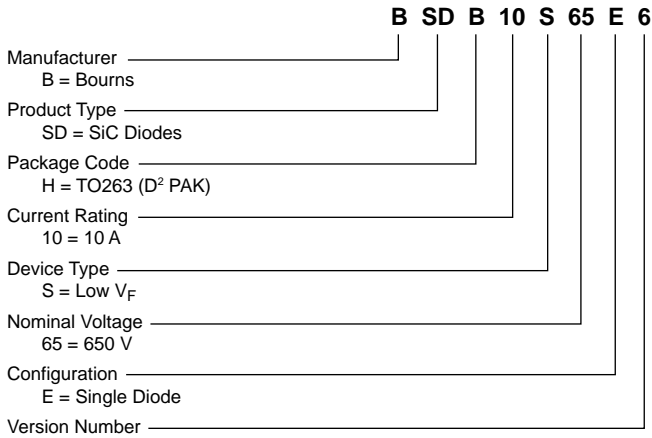 B SD B 10 S 65 E 6
Manufacturer
B = Bourns
Product Type
SD = SiC Diodes
Package Code
H = TO263 (D² PAK)
Current Rating
10 = 10 A
Device Type
S = Low VF
Nominal Voltage
65 = 650 V
Configuration
E = Single Diode
Version Number